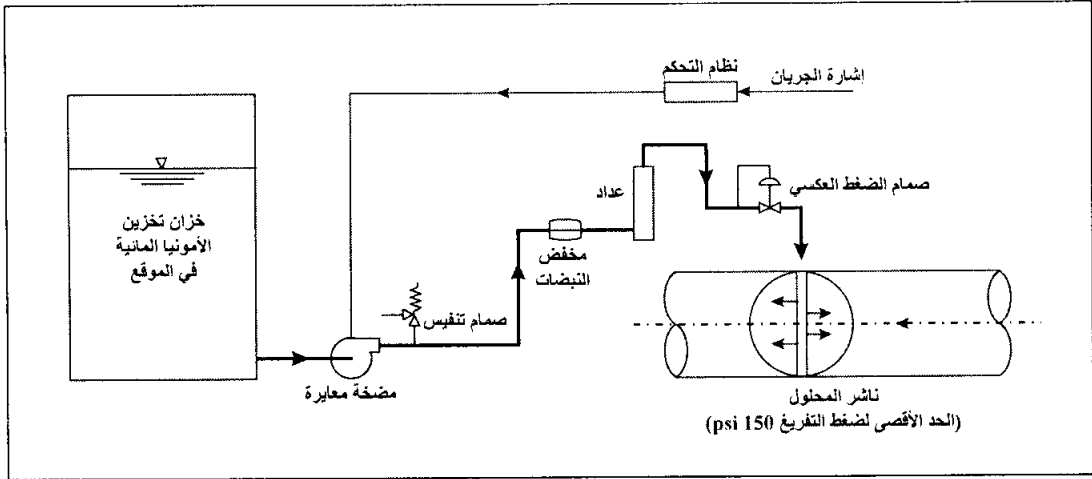 نظام التحكم
إشارة الجريان
عداد
صمام الضغط العكسي
خزان تخزين
الأمونيا المائية
في الموقع
مخفض
النبضات
صمام تنفيس
مضخة معايرة
ناشر المحلول
(الحد الأقصى لضغط التفريغ 150 psi)